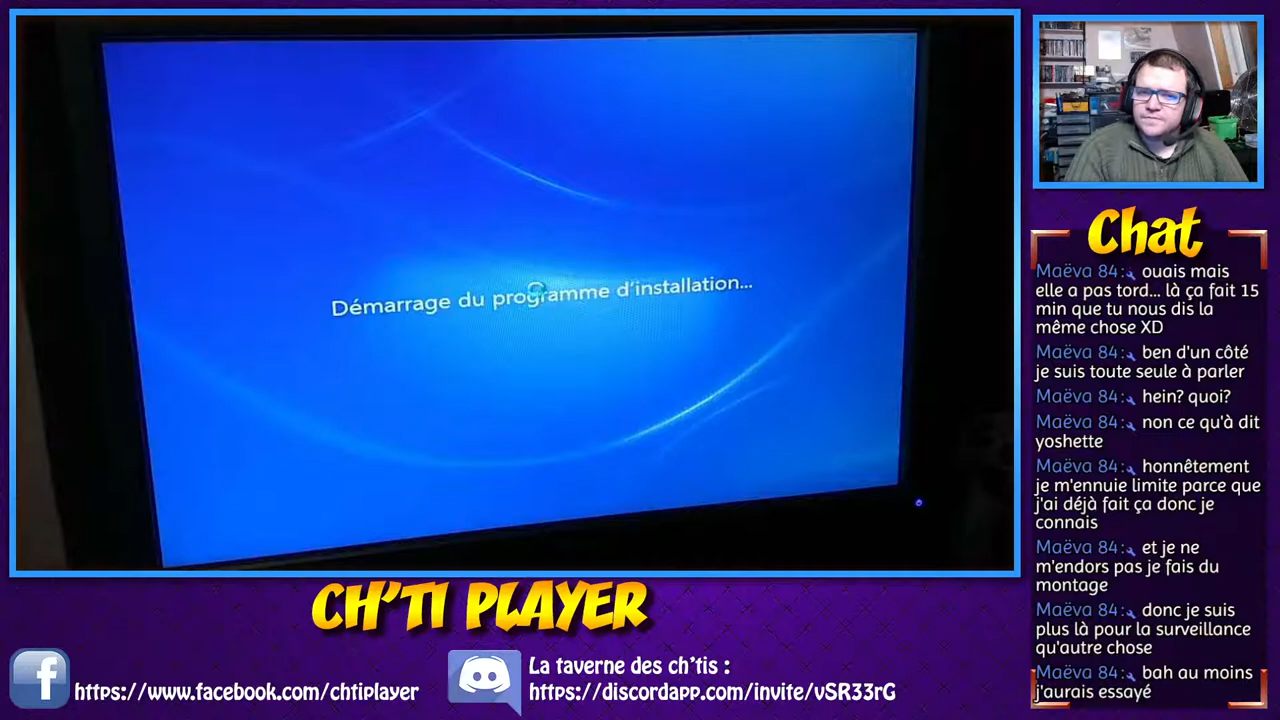 Démarrage du programme d'installation...
Chat
Maëva 84: ouais mais
elle a pas tord... là ça fait 15
min que tu nous dis la
même chose XD
Maëva 84: ben d'un côté
je suis toute seule à parler
Maëva 84: hein? quoi?
Maëva 84: non ce qu'à dit
yoshette
Maëva 84: honnêtement
je m'ennuie limite parce que
j'ai déjà fait ça donc je
connais
Maëva 84: et je ne
m'endors pas je fais du
montage
Maëva 84: donc je suis
plus là pour la surveillance
qu'autre chose
Maëva 84: bah au moins
j'aurais essayé
CH'TI PLAYER
f
https://www.facebook.com/chtiplayer
La taverne des ch'tis :
https://discordapp.com/invite/vSR33rG